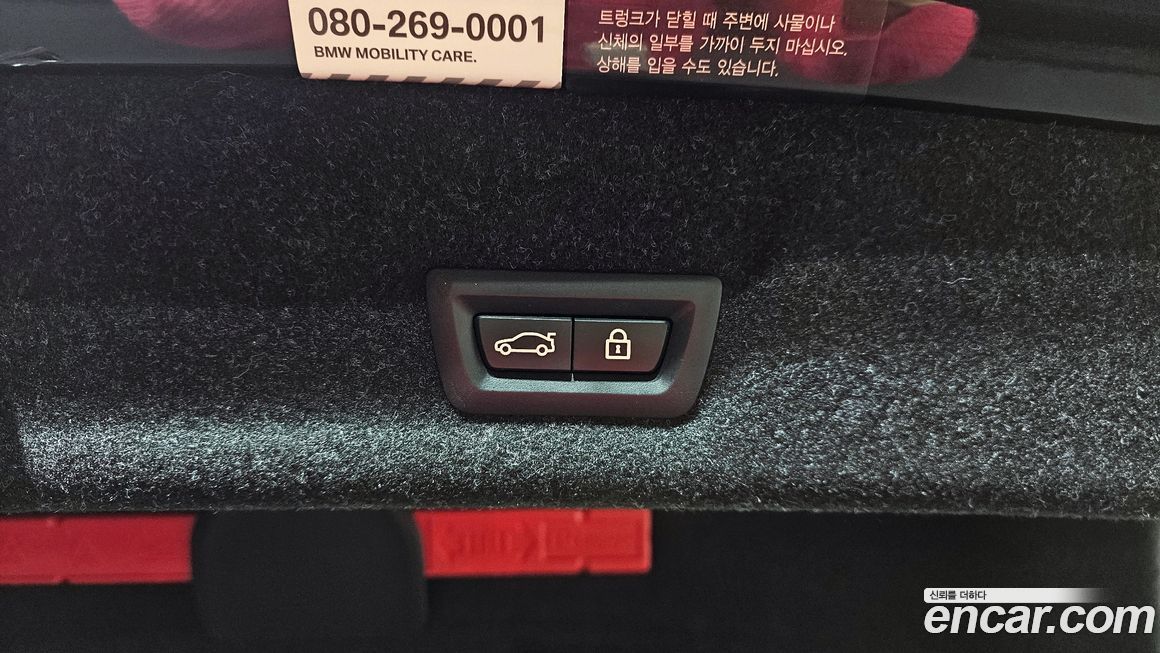 080-269-0001
BMW MOBILITY CARE.
트렁크가 닫힐 때 주변에 사물이나
신체의 일부를 가까이 두지 마십시오.
상해를 입을 수도 있습니다.
신뢰를 더하다
encar.com